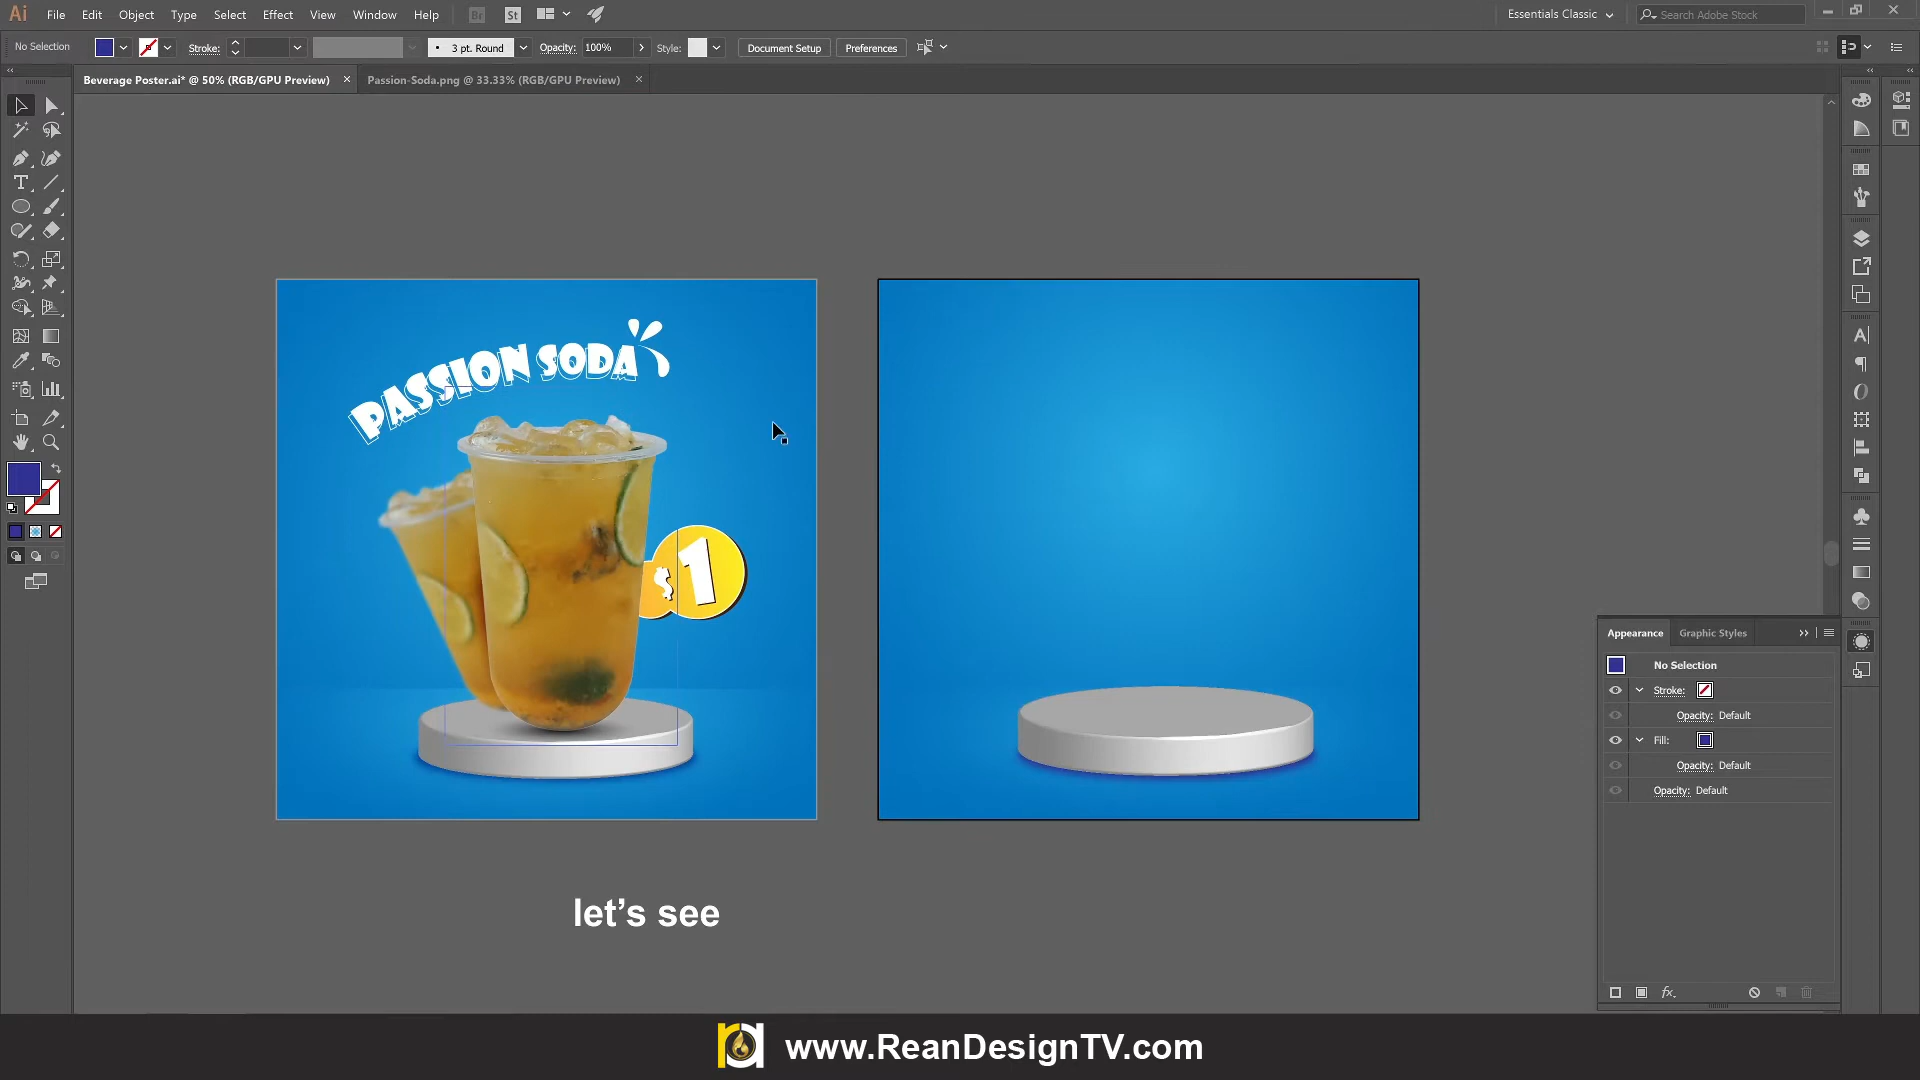 Ai File Edit Object Type Select Effect View Window Help Br St Essentials Classic Search Adobe Stock
No Selection Stroke: 3 pt. Round Opacity: 100% Style: Document Setup Preferences
Beverage Poster.ai* @ 50% (RGB/GPU Preview) Passion-Soda.png @ 33.33% (RGB/GPU Preview)
PASSION SODA
$1
Appearance Graphic Styles
No Selection
Stroke:
Opacity: Default
Fill:
Opacity: Default
Opacity: Default
fx.
let’s see
www.ReanDesignTV.com